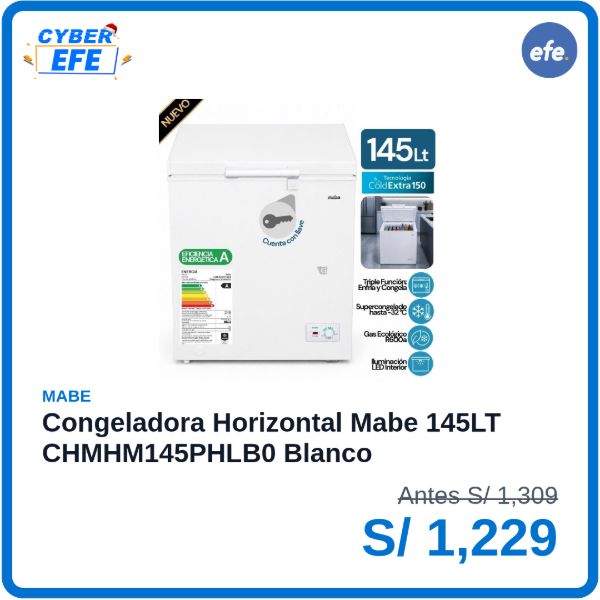 CYBER
EFE
efe.
NUEVO
145Lt
Tecnología
ColdExtra150
mabe
Cuenta con llave
EFICIENCIA
ENERGÉTICA A
ENERGÍA
A
Triple Función:
Enfría y Congela
Supercongelado
hasta -32 °C
Gas Ecológico
R600a
Iluminación
LED Interior
MABE
Congeladora Horizontal Mabe 145LT
CHMHM145PHLB0 Blanco
Antes S/ 1,309
S/ 1,229